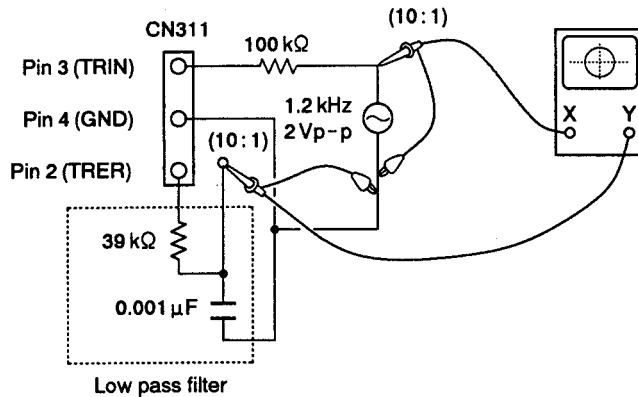 CN311
(10 : 1)
100 kΩ
Pin 3 (TRIN)
Pin 4 (GND)
1.2 kHz
2 Vp-p
X Y
(10 : 1)
Pin 2 (TRER)
39 kΩ
0.001 μF
Low pass filter